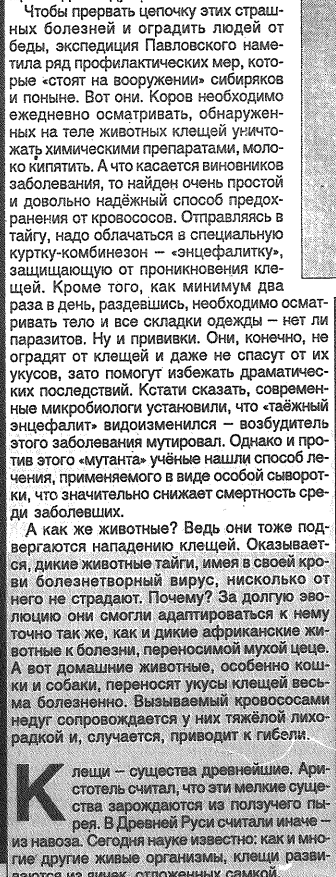 Чтобы прервать цепочку этих страш-
ных болезней и оградить людей от
беды, экспедиция Павловского наме-
тила ряд профилактических мер, кото-
рые «стоят на вооружении» сибиряков
и поныне. Вот они. Коров необходимо
ежедневно осматривать, обнаружен-
ных на теле животных клещей уничто-
жать химическими препаратами, моло-
ко кипятить. А что касается виновников
заболевания, то найден очень простой
и довольно надёжный способ предох-
ранения от кровососов. Отправляясь в
тайгу, надо облачаться в специальную
куртку-комбинезон – «энцефалитку»,
защищающую от проникновения кле-
щей. Кроме того, как минимум два
раза в день, раздевшись, необходимо осмат-
ривать тело и все складки одежды – нет ли
паразитов. Ну и прививки. Они, конечно, не
оградят от клещей и даже не спасут от их
укусов, зато помогут избежать драматичес-
ких последствий. Кстати сказать, современ-
ные микробиологи установили, что «таёжный
энцефалит» видоизменился – возбудитель
этого заболевания мутировал. Однако и про-
тив этого «мутанта» учёные нашли способ ле-
чения, применяемого в виде особой сыворот-
ки, что значительно снижает смертность сре-
ди заболевших.
А как же животные? Ведь они тоже под-
вергаются нападению клещей. Оказывает-
ся, дикие животные тайги, имея в своей кро-
ви болезнетворный вирус, нисколько от
него не страдают. Почему? За долгую эво-
люцию они смогли адаптироваться к нему
точно так же, как и дикие африканские жи-
вотные к болезни, переносимой мухой цеце.
А вот домашние животные, особенно кош-
ки и собаки, переносят укусы клещей весь-
ма болезненно. Вызываемый кровососами
недуг сопровождается у них тяжёлой лихо-
радкой и, случается, приводит к гибели.
Клещи – существа древнейшие. Ари-
стотель считал, что эти мелкие суще-
ства зарождаются из ползучего пы-
рея. В Древней Руси считали иначе –
из навоза. Сегодня науке известно: как и мно-
гие другие живые организмы, клещи разви-
ваются из яичек, отложенных самкой.